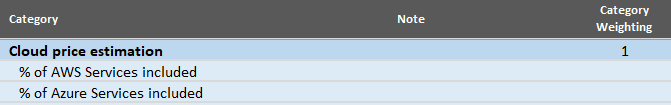 Category Note Category Weighting
Cloud price estimation 1
% of AWS Services included
% of Azure Services included